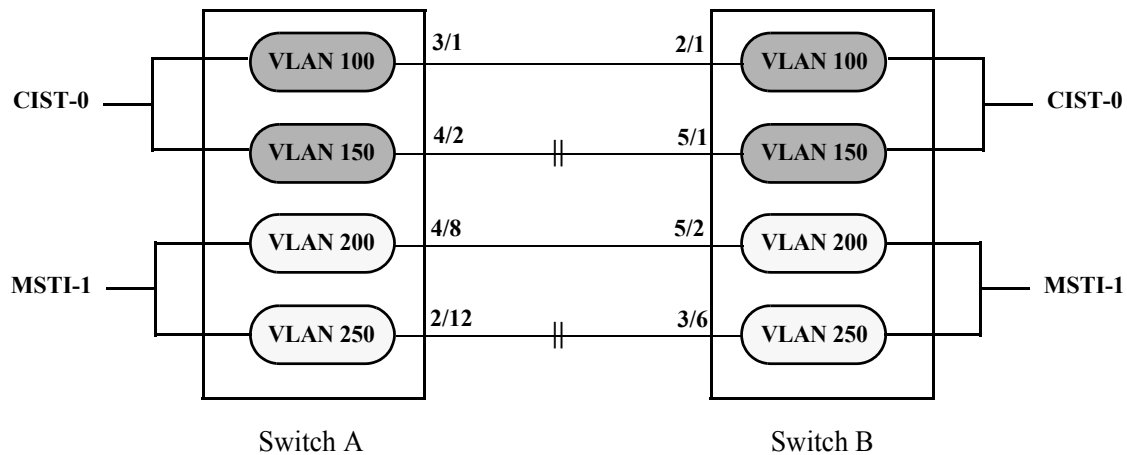 3/1 2/1
VLAN 100 VLAN 100
CIST-0 CIST-0
4/2 5/1
VLAN 150 VLAN 150
4/8 5/2
VLAN 200 VLAN 200
MSTI-1 MSTI-1
2/12 3/6
VLAN 250 VLAN 250
Switch A Switch B